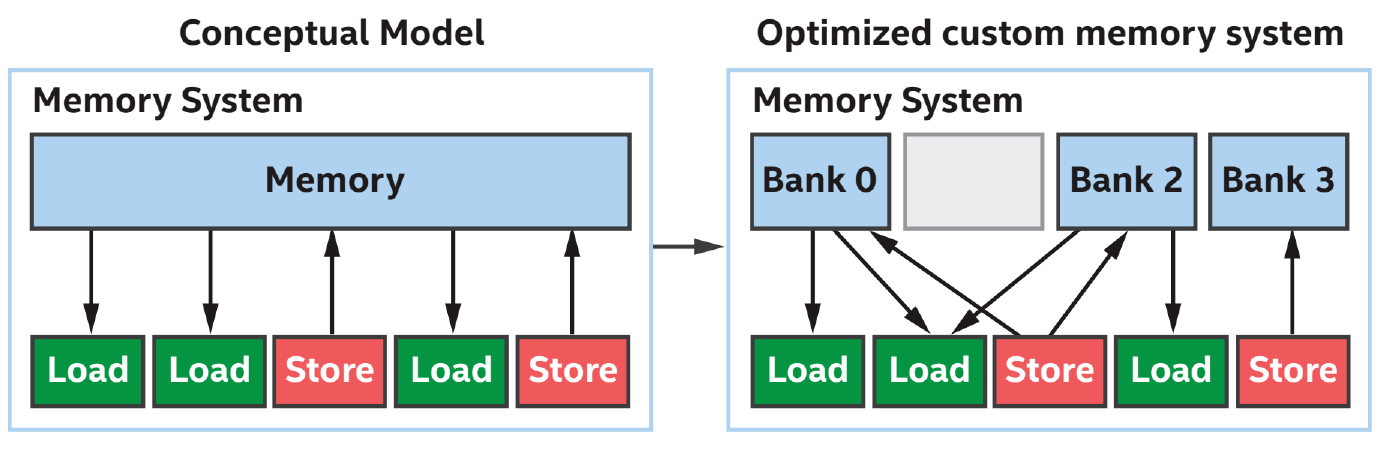 Conceptual Model
Memory System
Memory
Load Load Store Load Store
Optimized custom memory system
Memory System
Bank 0 Bank 2 Bank 3
Load Load Store Load Store